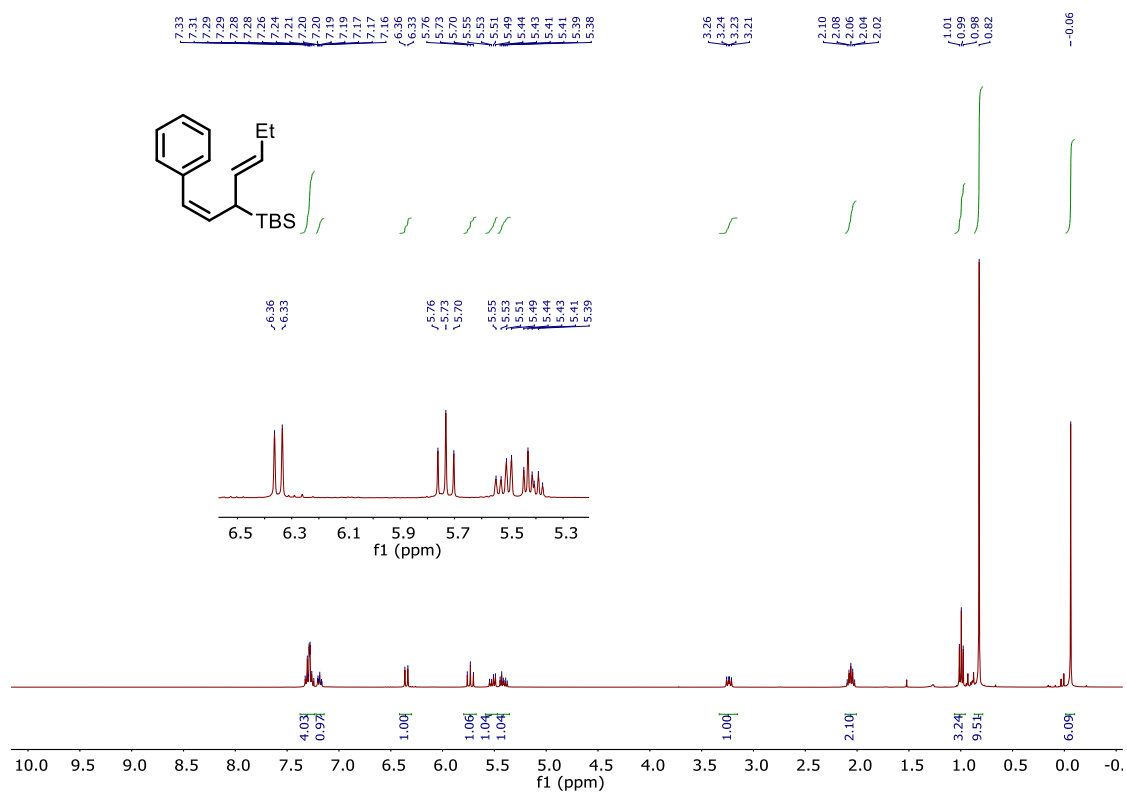 7.33 7.31 7.29 7.29 7.28 7.28 7.26 7.24 7.21 7.20 7.20 7.19 7.19 7.17 7.17 7.16 6.36 6.33 5.76 5.73 5.70 5.55 5.53 5.51 5.49 5.44 5.43 5.41 5.41 5.39 5.38 3.26 3.24 3.23 3.21 2.10 2.08 2.06 2.04 2.02 1.01 0.99 0.98 0.82 -0.06
Et
TBS
6.36 6.33 5.76 5.73 5.70 5.55 5.53 5.51 5.49 5.44 5.43 5.41 5.39
6.5 6.3 6.1 5.9 5.7 5.5 5.3
f1 (ppm)
4.03 0.97 1.00 1.06 1.04 1.04 1.00 2.10 3.24 9.51 6.09
10.0 9.5 9.0 8.5 8.0 7.5 7.0 6.5 6.0 5.5 5.0 4.5 4.0 3.5 3.0 2.5 2.0 1.5 1.0 0.5 0.0
f1 (ppm)